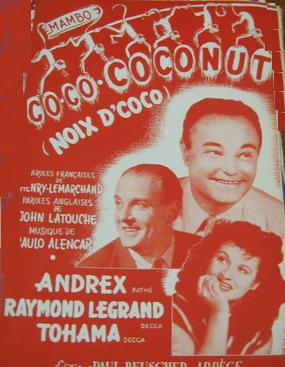 MAMBO
CO-CO-COCONUT
(NOIX D'COCO)
AROLES FRANÇAISES
DE
HENRY-LEMARCHAND
PAROLES ANGLAISES
DE
JOHN LATOUCHE
MUSIQUE DE
AULO ALENCAR
ANDREX PATHÉ
RAYMOND LEGRAND
DECCA
TOHAMA DECCA
PAUL BEUSCHER ARPÈGE